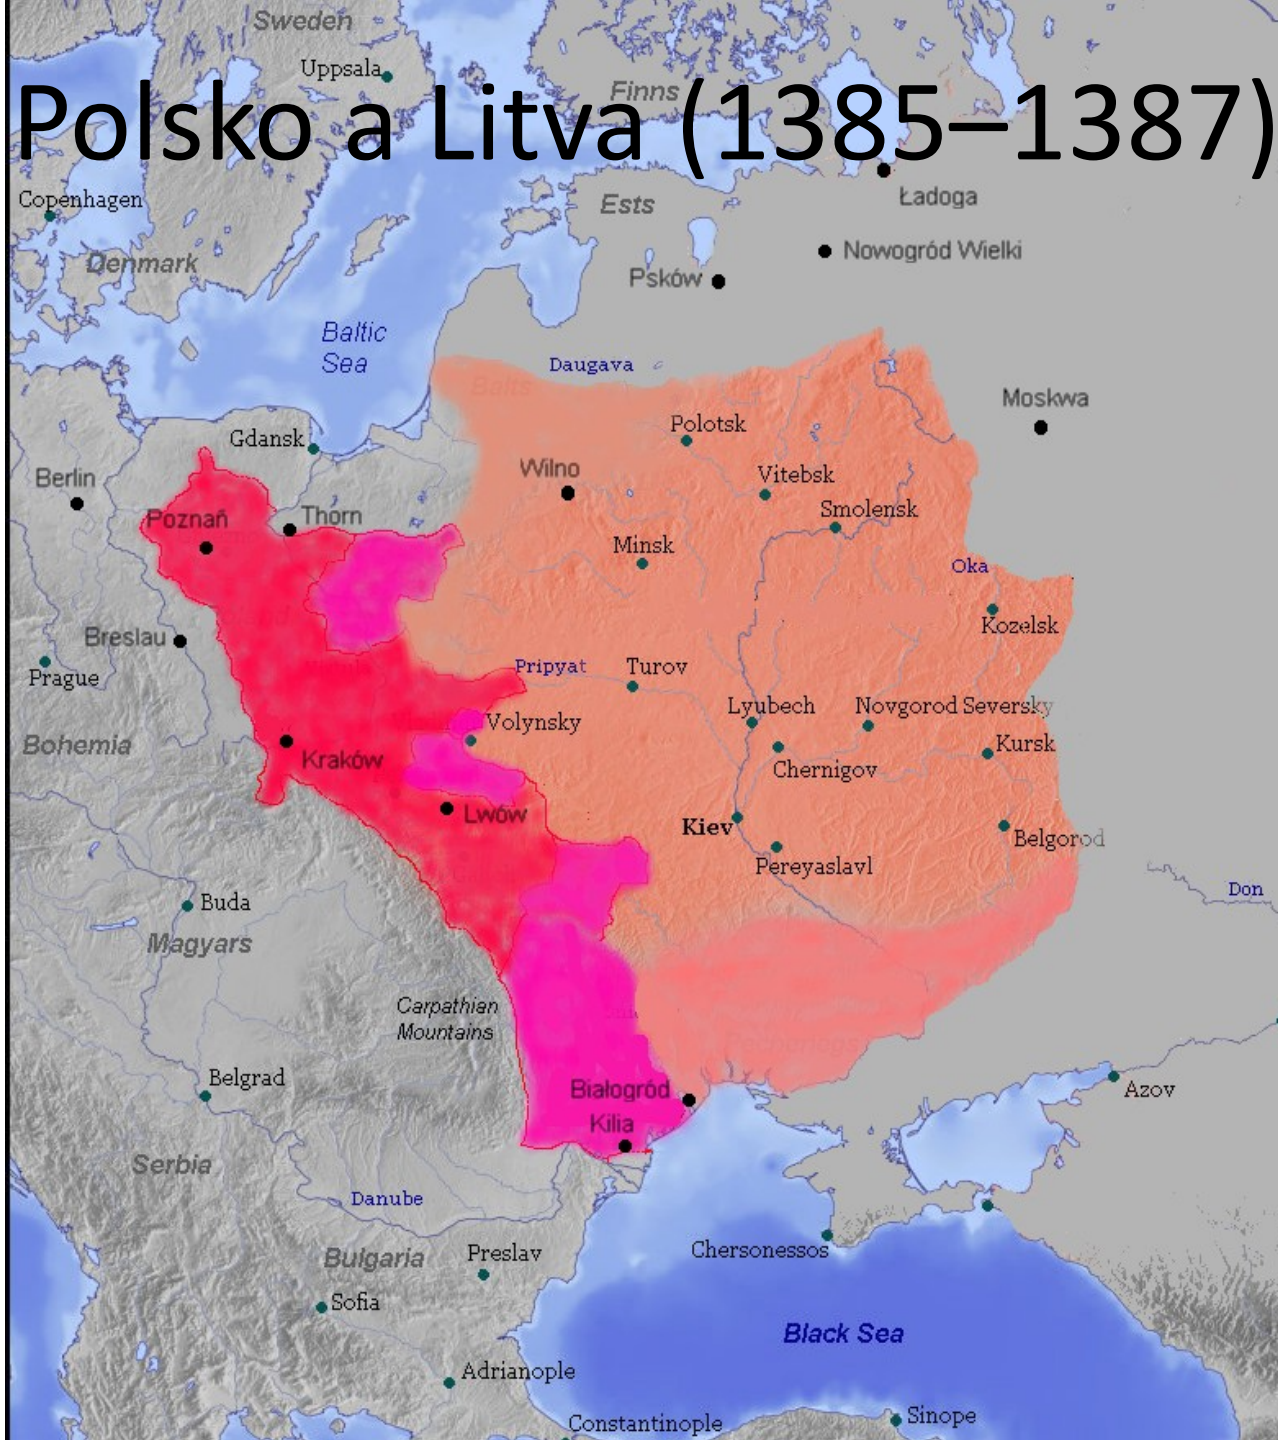 Sweden
Uppsala
Finns
Polsko a Litva (1385–1387)
Copenhagen
Ładoga
Ests
Denmark
Nowogród Wielki
Psków
Baltic
Sea
Daugava
Balts
Moskwa
Polotsk
Gdansk
Wilno
Berlin
Vitebsk
Smolensk
Poznań
Thorn
Minsk
Oka
Kozelsk
Breslau
Pripyat
Turov
Prague
Lyubech
Novgorod Seversky
Volynsky
Bohemia
Kursk
Kraków
Chernigov
Lwów
Kiev
Belgorod
Pereyaslavl
Don
Buda
Magyars
Carpathian
Mountains
Belgrad
Białogród
Azov
Kilia
Serbia
Danube
Chersonessos
Preslav
Bulgaria
Sofia
Black Sea
Adrianople
Sinope
Constantinople